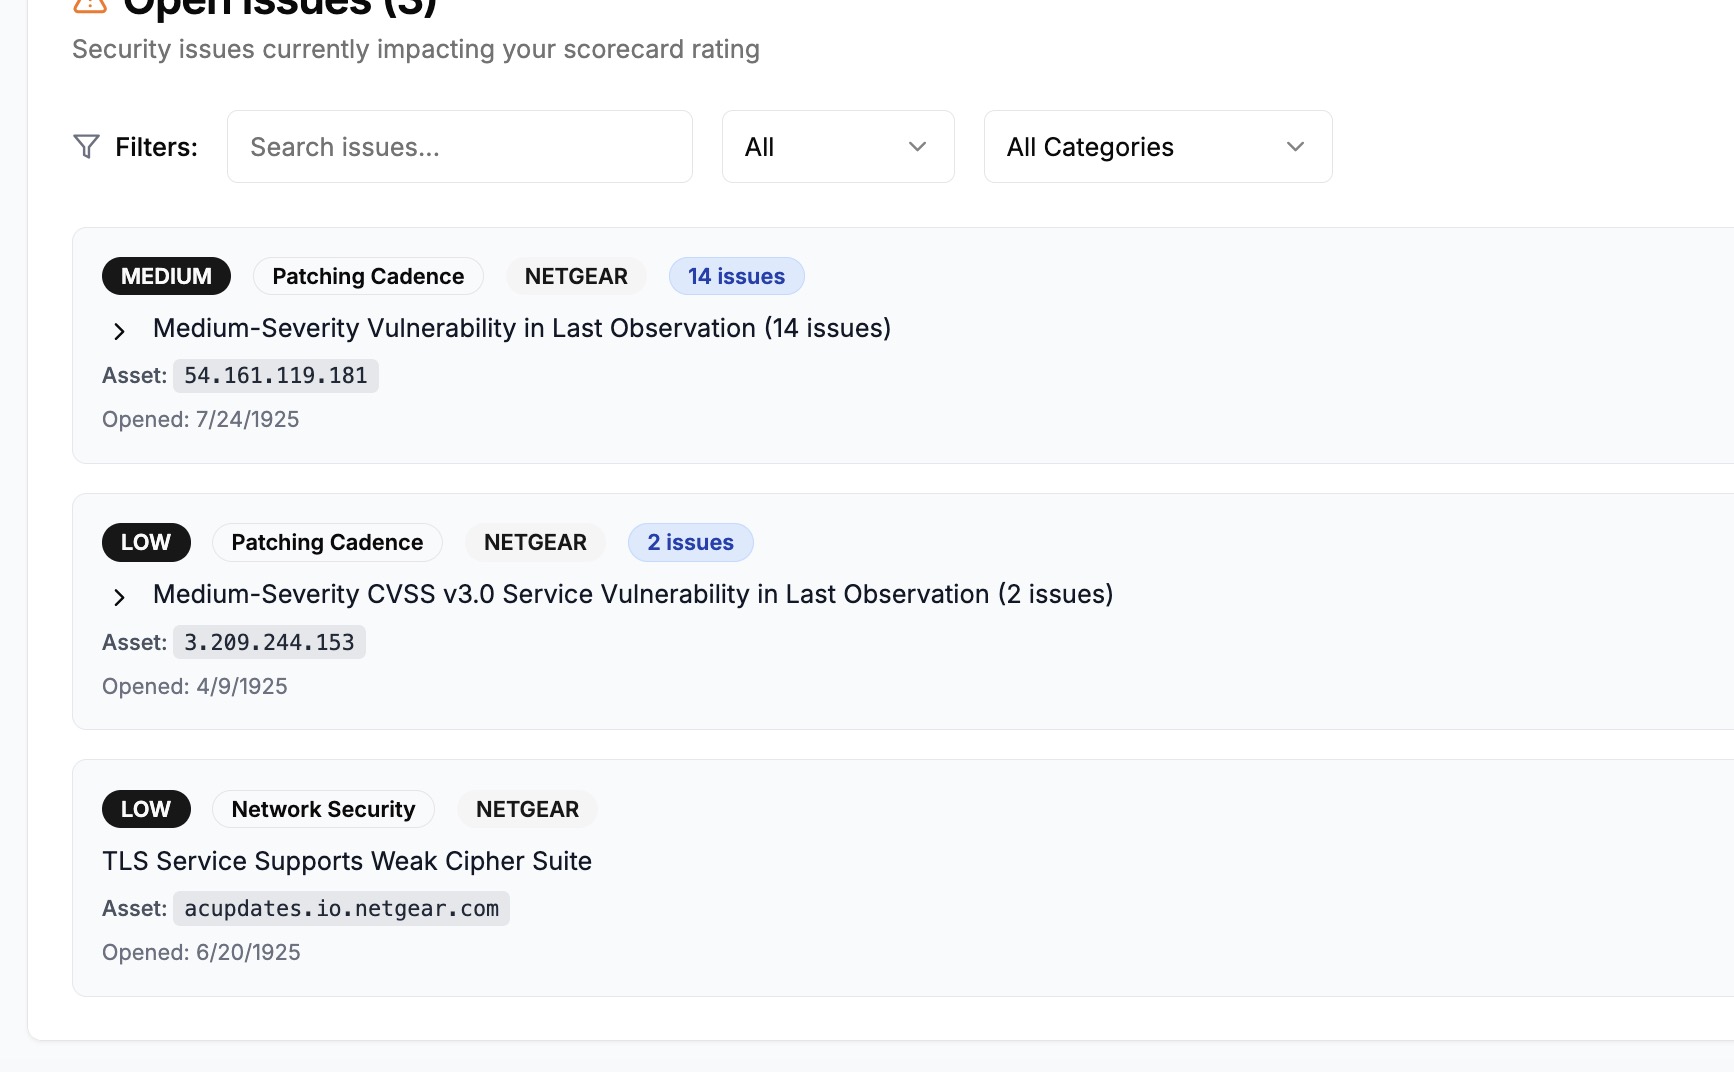 Open Issues (3)
Security issues currently impacting your scorecard rating
Filters:
Search issues...
All
All Categories
MEDIUM
Patching Cadence
NETGEAR
14 issues
Medium-Severity Vulnerability in Last Observation (14 issues)
Asset: 54.161.119.181
Opened: 7/24/1925
LOW
Patching Cadence
NETGEAR
2 issues
Medium-Severity CVSS v3.0 Service Vulnerability in Last Observation (2 issues)
Asset: 3.209.244.153
Opened: 4/9/1925
LOW
Network Security
NETGEAR
TLS Service Supports Weak Cipher Suite
Asset: acupdates.io.netgear.com
Opened: 6/20/1925